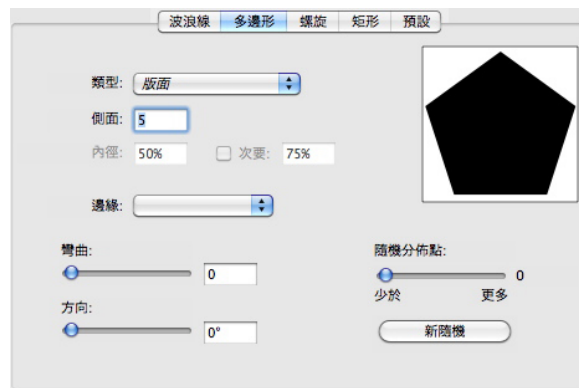 波浪線 多邊形 螺旋 矩形 預設
類型: 版面
側面: 5
內徑: 50% 次要: 75%
邊緣:
彎曲:
0
方向:
0°
隨機分佈點:
0
少於 更多
新隨機